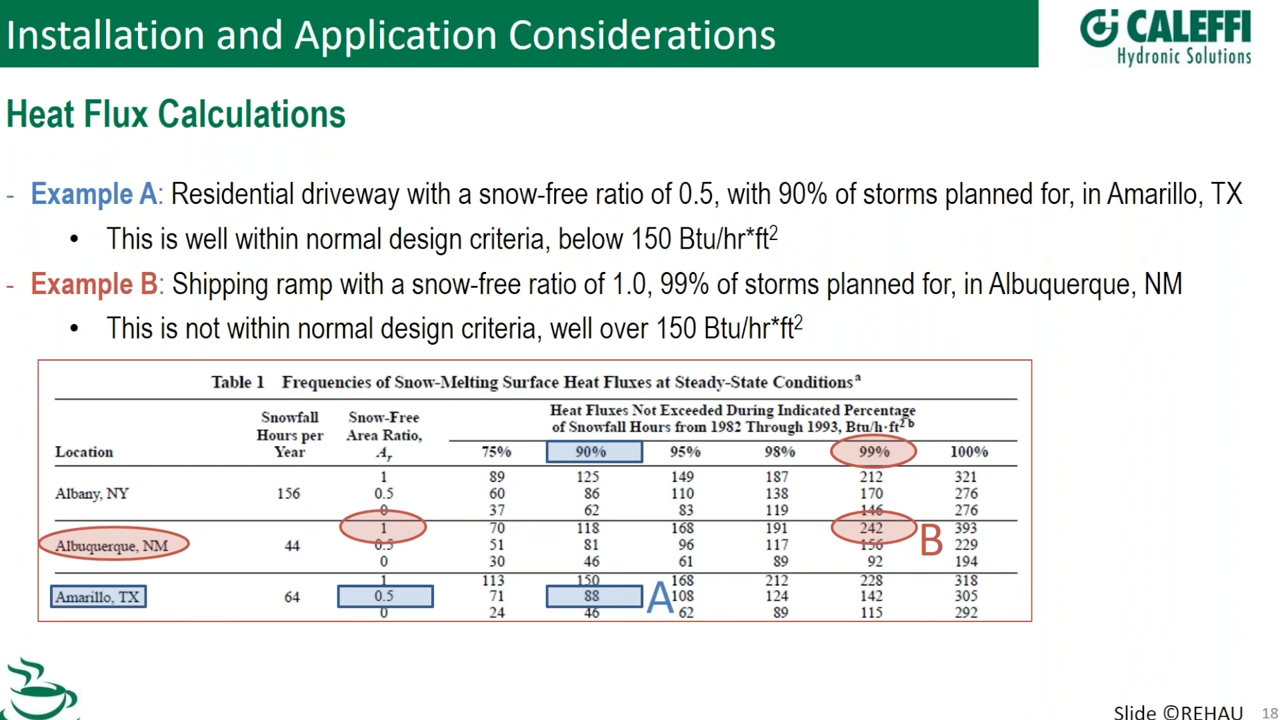 Installation and Application Considerations
CALEFFI
Hydronic Solutions
Heat Flux Calculations
- Example A: Residential driveway with a snow-free ratio of 0.5, with 90% of storms planned for, in Amarillo, TX
• This is well within normal design criteria, below 150 Btu/hr*ft²
- Example B: Shipping ramp with a snow-free ratio of 1.0, 99% of storms planned for, in Albuquerque, NM
• This is not within normal design criteria, well over 150 Btu/hr*ft²
Table 1 Frequencies of Snow-Melting Surface Heat Fluxes at Steady-State Conditionsᵃ
Snowfall Snow-Free Heat Fluxes Not Exceeded During Indicated Percentage
Hours per Area Ratio, of Snowfall Hours from 1982 Through 1993, Btu/h·ft² ᵇ
Location Year Aᵣ 75% 90% 95% 98% 99% 100%
1 89 125 149 187 212 321
Albany, NY 156 0.5 60 86 110 138 170 276
0 37 62 83 119 146 276
1 70 118 168 191 242 393
Albuquerque, NM 44 0.5 51 81 96 117 156 229
B
0 30 46 61 89 92 194
1 113 150 168 212 228 318
Amarillo, TX 64 0.5 71 88 108 124 142 305
A
0 24 46 62 89 115 292
Slide ©REHAU 18